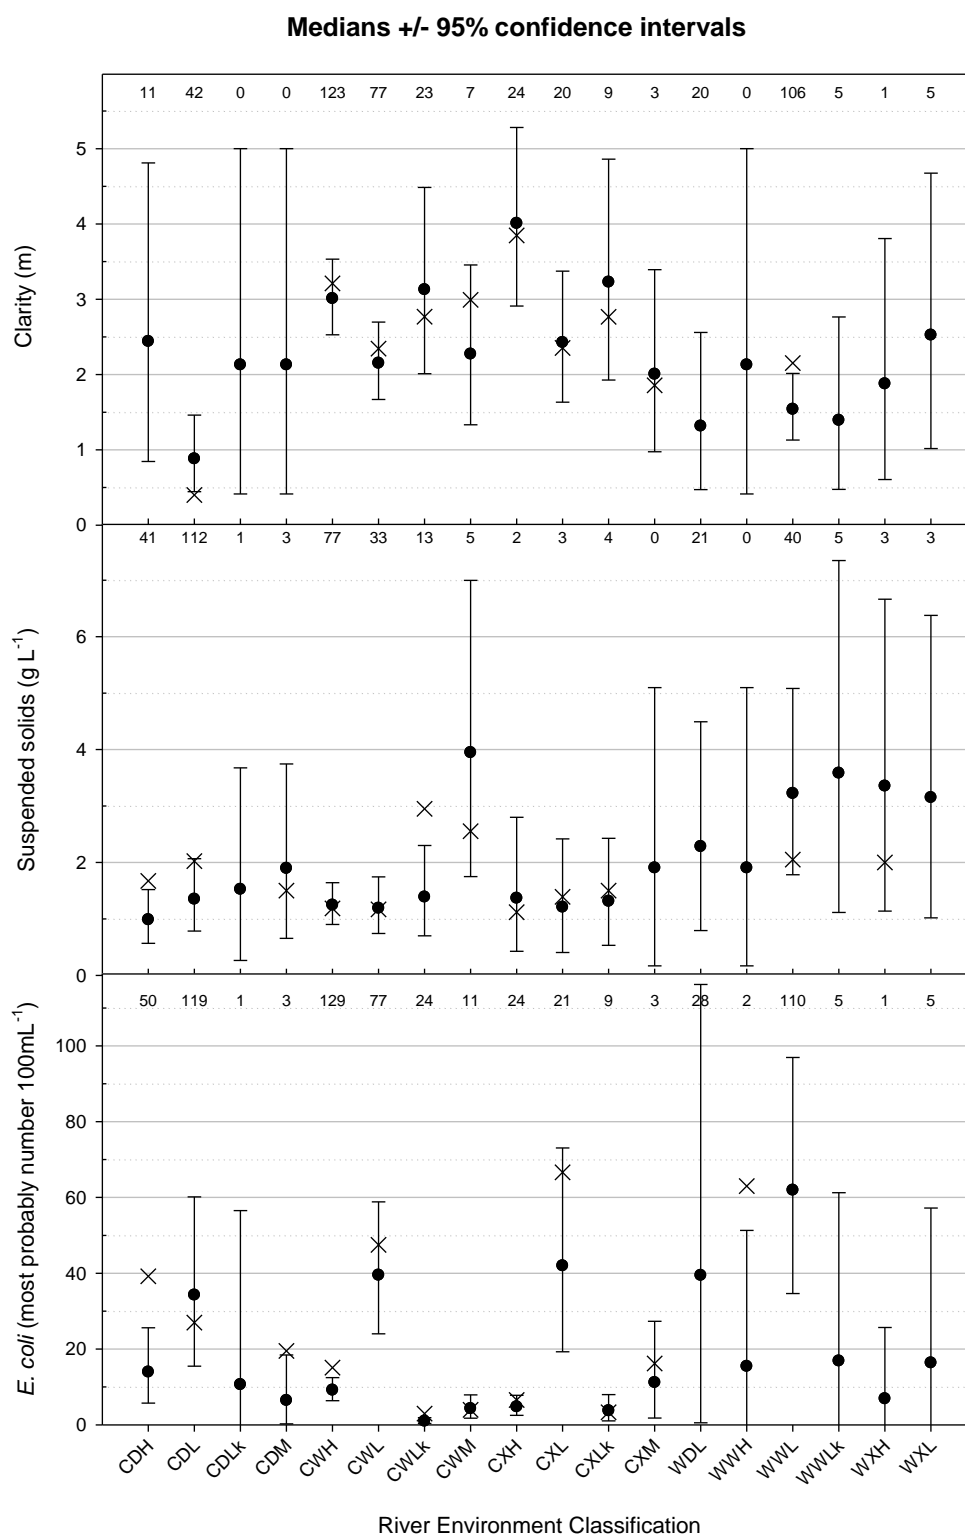 Medians +/- 95% confidence intervals
11 42 0 0 123 77 23 7 24 20 9 3 20 0 106 5 1 5
Clarity (m)
5
4
3
2
1
0
41 112 1 3 77 33 13 5 2 3 4 0 21 0 40 5 3 3
Suspended solids (g L-1)
6
4
2
0
50 119 1 3 129 77 24 11 24 21 9 3 28 2 110 5 1 5
E. coli (most probably number 100mL-1)
100
80
60
40
20
0
CDH CDL CDLk CDM CWH CWL CWLk CWM CXH CXL CXLk CXM WDL WWH WWL WWLk WXH WXL
River Environment Classification